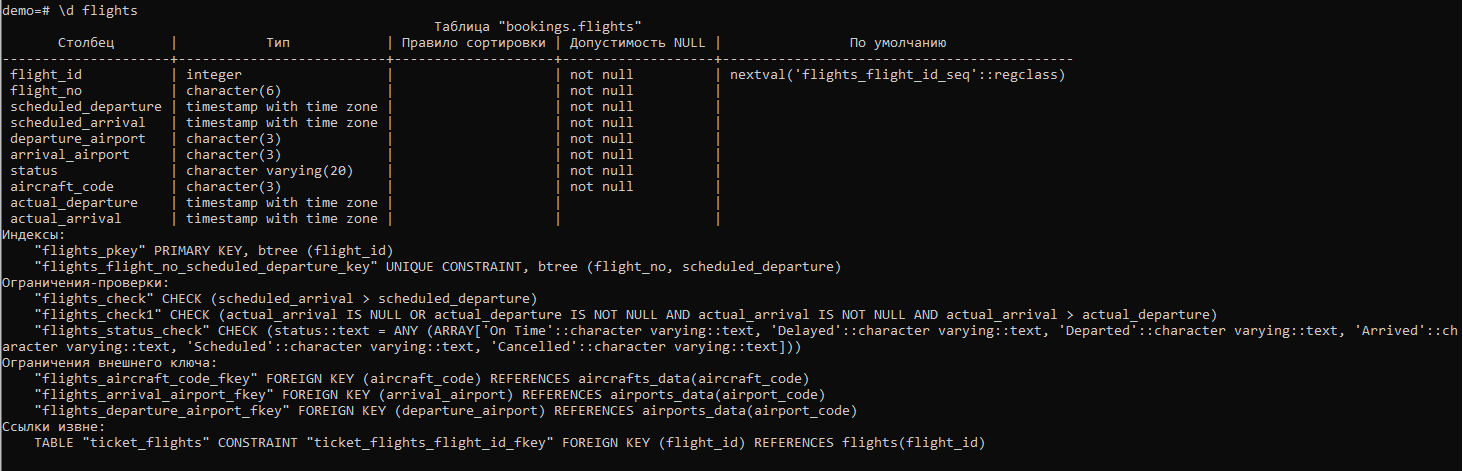 demo=# \d flights
Таблица "bookings.flights"
Столбец | Тип | Правило сортировки | Допустимость NULL | По умолчанию
---------------------+--------------------------+--------------------+-------------------+--------------------------------------------
flight_id | integer | | not null | nextval('flights_flight_id_seq'::regclass)
flight_no | character(6) | | not null |
scheduled_departure | timestamp with time zone | | not null |
scheduled_arrival | timestamp with time zone | | not null |
departure_airport | character(3) | | not null |
arrival_airport | character(3) | | not null |
status | character varying(20) | | not null |
aircraft_code | character(3) | | not null |
actual_departure | timestamp with time zone | | |
actual_arrival | timestamp with time zone | | |
Индексы:
"flights_pkey" PRIMARY KEY, btree (flight_id)
"flights_flight_no_scheduled_departure_key" UNIQUE CONSTRAINT, btree (flight_no, scheduled_departure)
Ограничения-проверки:
"flights_check" CHECK (scheduled_arrival > scheduled_departure)
"flights_check1" CHECK (actual_arrival IS NULL OR actual_departure IS NOT NULL AND actual_arrival IS NOT NULL AND actual_arrival > actual_departure)
"flights_status_check" CHECK (status::text = ANY (ARRAY['On Time'::character varying::text, 'Delayed'::character varying::text, 'Departed'::character varying::text, 'Arrived'::ch
aracter varying::text, 'Scheduled'::character varying::text, 'Cancelled'::character varying::text]))
Ограничения внешнего ключа:
"flights_aircraft_code_fkey" FOREIGN KEY (aircraft_code) REFERENCES aircrafts_data(aircraft_code)
"flights_arrival_airport_fkey" FOREIGN KEY (arrival_airport) REFERENCES airports_data(airport_code)
"flights_departure_airport_fkey" FOREIGN KEY (departure_airport) REFERENCES airports_data(airport_code)
Ссылки извне:
TABLE "ticket_flights" CONSTRAINT "ticket_flights_flight_id_fkey" FOREIGN KEY (flight_id) REFERENCES flights(flight_id)